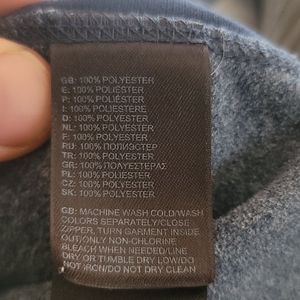 GB: 100% POLYESTER
E: 100% POLIÉSTER
P: 100% POLIÉSTER
I: 100% POLIESTERE
D: 100% POLYESTER
NL: 100% POLYESTER
F: 100% POLYESTER
RU: 100% ПОЛИЭСТЕР
TR: 100% POLYESTER
GR: 100% ΠΟΛΥΕΣΤΕΡΑΣ
PL: 100% POLIESTER
CZ: 100% POLYESTER
SK: 100% POLYESTER
GB: MACHINE WASH COLD/WASH
COLORS SEPARATELY/CLOSE
ZIPPER, TURN GARMENT INSIDE
OUT/ONLY NON-CHLORINE
BLEACH WHEN NEEDED/LINE
DRY OR TUMBLE DRY LOW/DO
NOT IRON/DO NOT DRY CLEAN